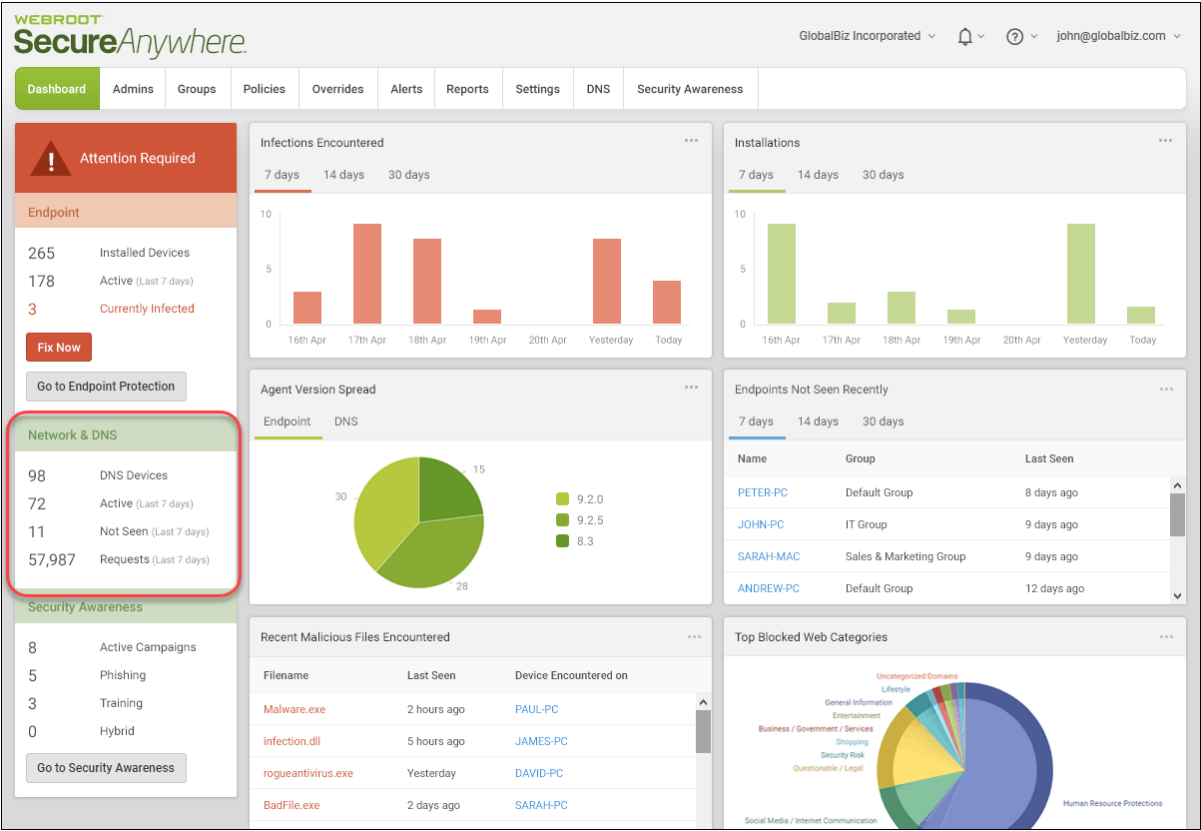 WEBROOT
SecureAnywhere.
GlobalBiz Incorporated
john@globalbiz.com
Dashboard Admins Groups Policies Overrides Alerts Reports Settings DNS Security Awareness
Attention Required
Endpoint
265 Installed Devices
178 Active (Last 7 days)
3 Currently Infected
Fix Now
Go to Endpoint Protection
Network & DNS
98 DNS Devices
72 Active (Last 7 days)
11 Not Seen (Last 7 days)
57,987 Requests (Last 7 days)
Security Awareness
8 Active Campaigns
5 Phishing
3 Training
0 Hybrid
Go to Security Awareness
Infections Encountered
7 days 14 days 30 days
10
5
0
16th Apr 17th Apr 18th Apr 19th Apr 20th Apr Yesterday Today
Installations
7 days 14 days 30 days
10
5
0
16th Apr 17th Apr 18th Apr 19th Apr 20th Apr Yesterday Today
Agent Version Spread
Endpoint DNS
15
30
28
9.2.0
9.2.5
8.3
Endpoints Not Seen Recently
7 days 14 days 30 days
Name Group Last Seen
PETER-PC Default Group 8 days ago
JOHN-PC IT Group 9 days ago
SARAH-MAC Sales & Marketing Group 9 days ago
ANDREW-PC Default Group 12 days ago
Recent Malicious Files Encountered
Filename Last Seen Device Encountered on
Malware.exe 2 hours ago PAUL-PC
infection.dll 5 hours ago JAMES-PC
rogueantivirus.exe Yesterday DAVID-PC
BadFile.exe 2 days ago SARAH-PC
Top Blocked Web Categories
Uncategorized Domains
Lifestyle
General Information
Entertainment
Business / Government / Services
Shopping
Security Risk
Questionable / Legal
Human Resource Protections
Social Media / Internet Communication